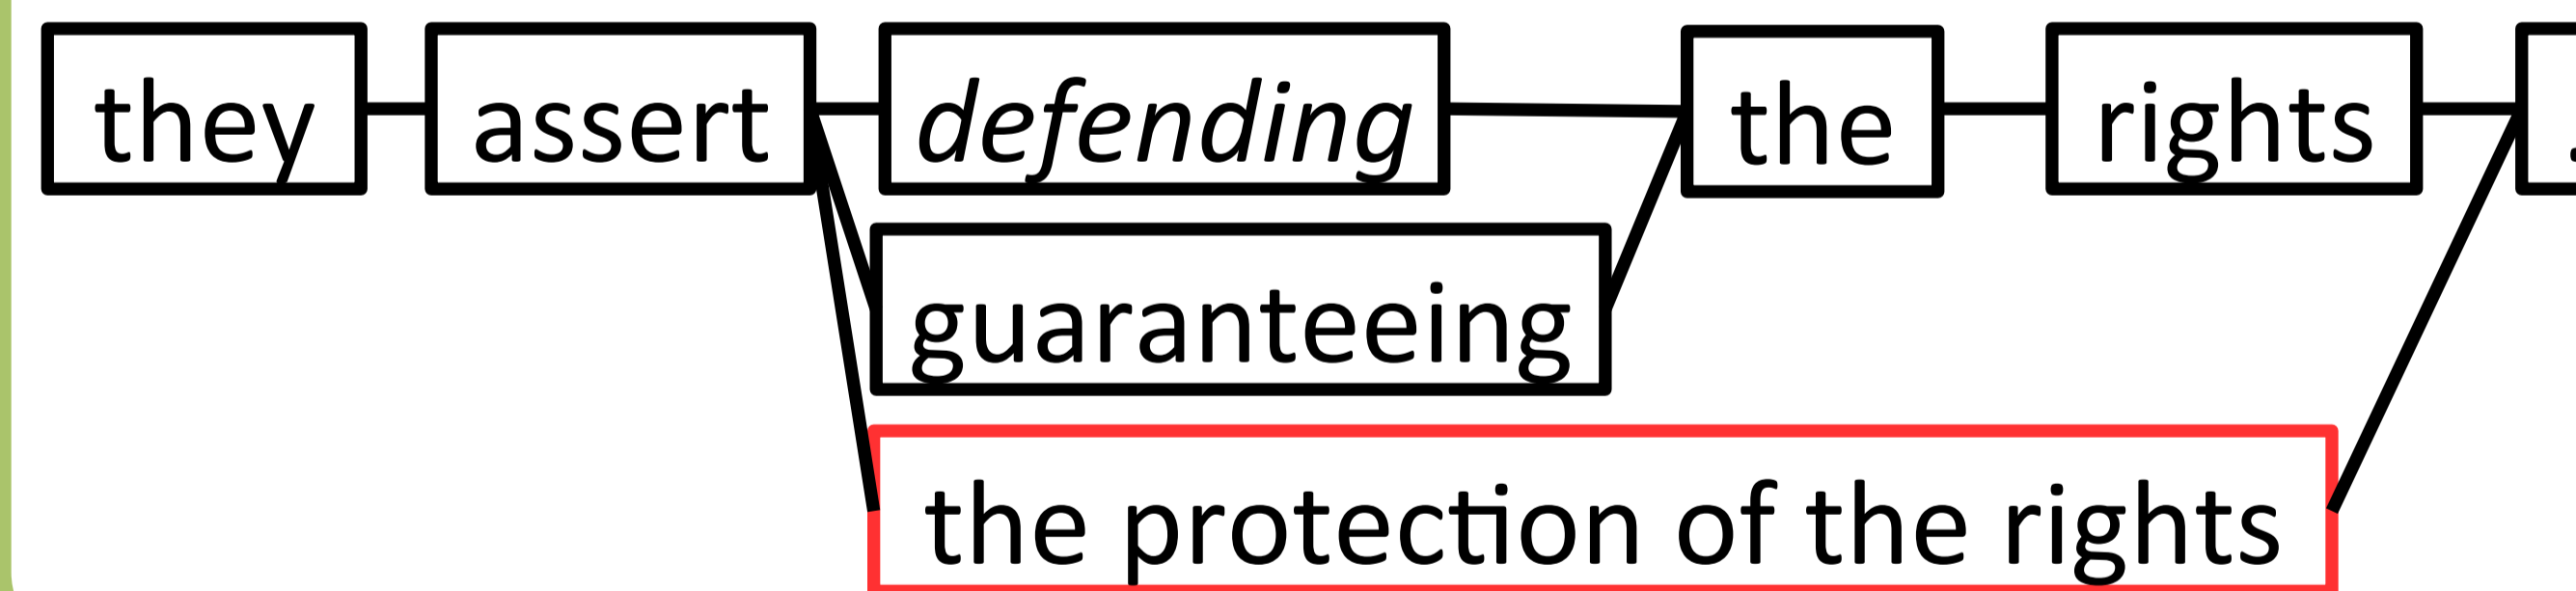 they assert defending the rights
guaranteeing
the protection of the rights